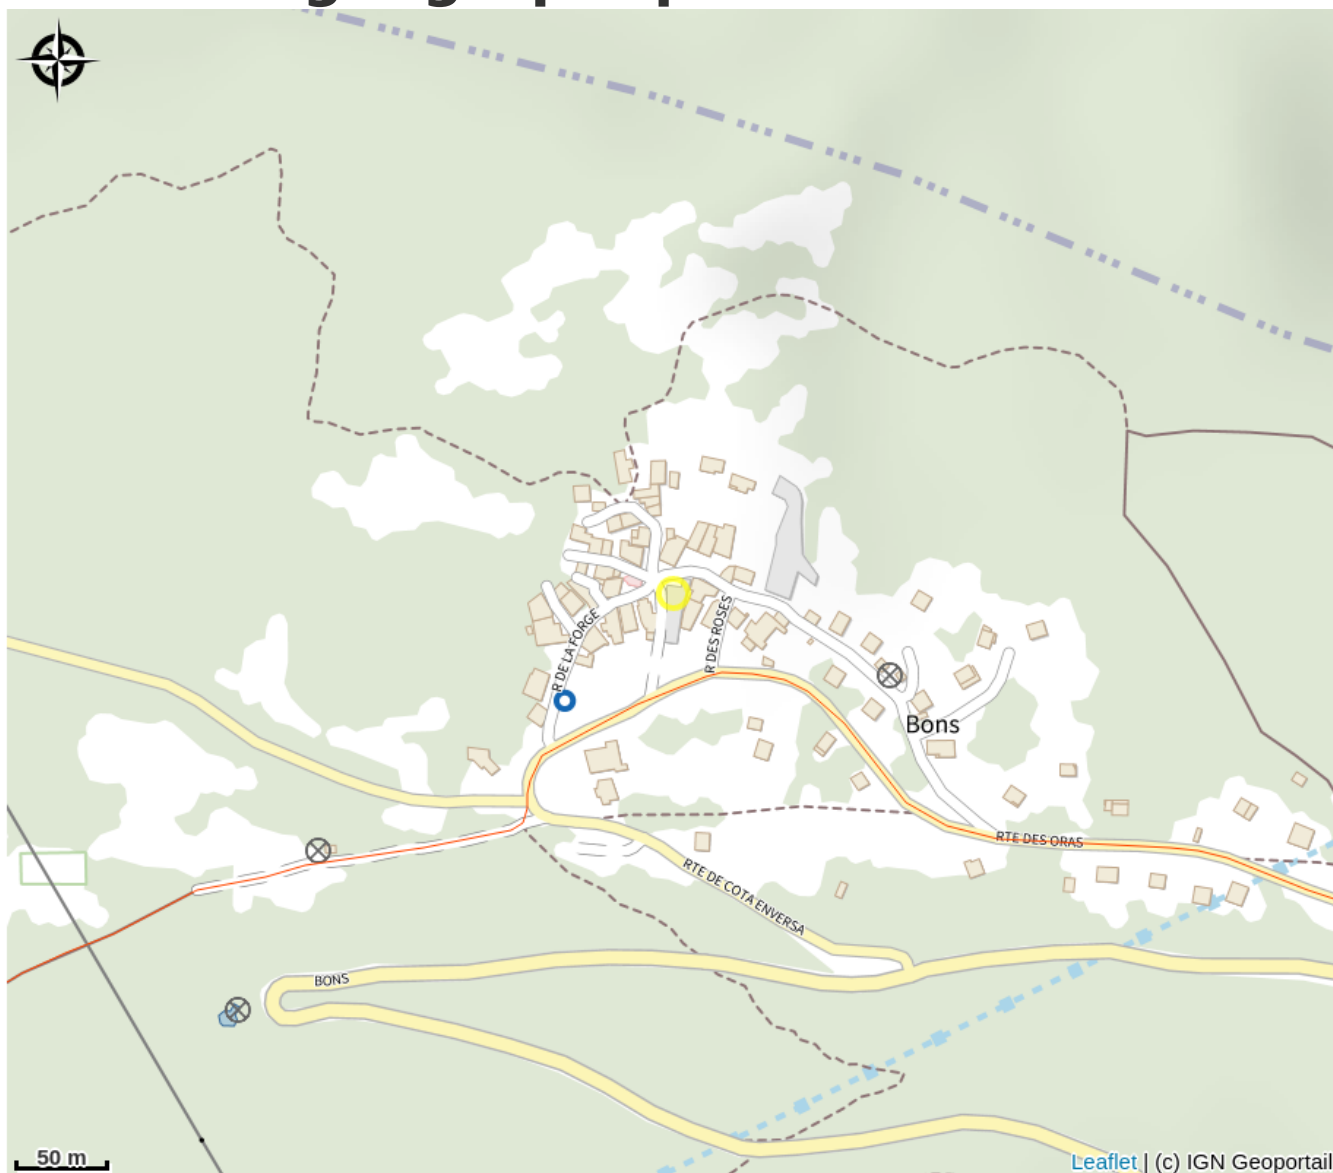 R DE LA FORGE
R DES ROSES
Bons
RTE DES ORAS
RTE DE COTA ENVERSA
BONS
50 m
Leaflet | (c) IGN Geoportail